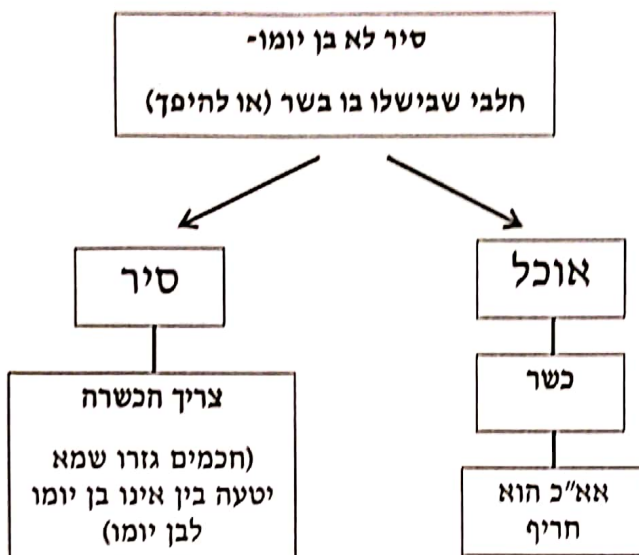 סיר לא בן יומו-
חלבי שבישלו בו בשר (או להיפך)
אוכל
כשר
אא"כ הוא
חריף
סיר
צריך הכשרה
(חכמים גזרו שמא
יטעה בין אינו בן יומו
לבן יומו)